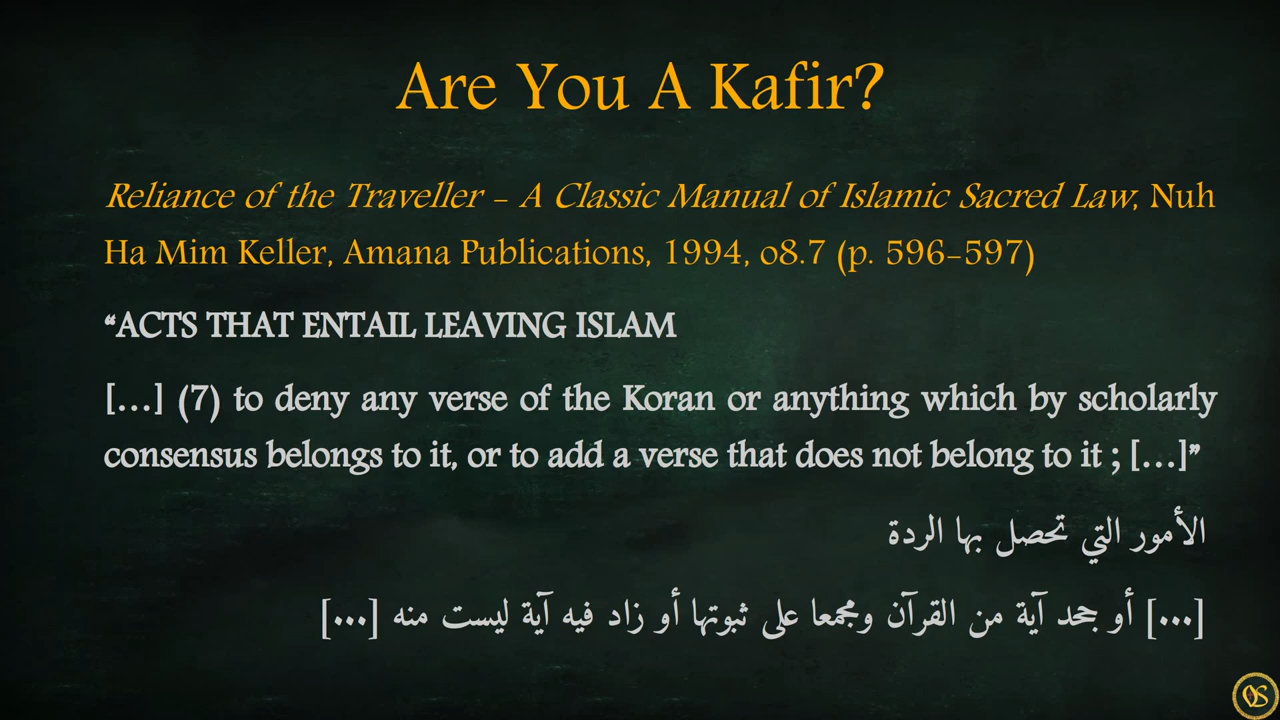 Are You A Kafir?
Reliance of the Traveller – A Classic Manual of Islamic Sacred Law, Nuh
Ha Mim Keller, Amana Publications, 1994, o8.7 (p. 596-597)
“ACTS THAT ENTAIL LEAVING ISLAM
[…] (7) to deny any verse of the Koran or anything which by scholarly
consensus belongs to it, or to add a verse that does not belong to it ; […]”
الأمور التي تحصل بها الردة
[...] أو جحد آية من القرآن ومجمعا على ثبوتها أو زاد فيه آية ليست منه [...]